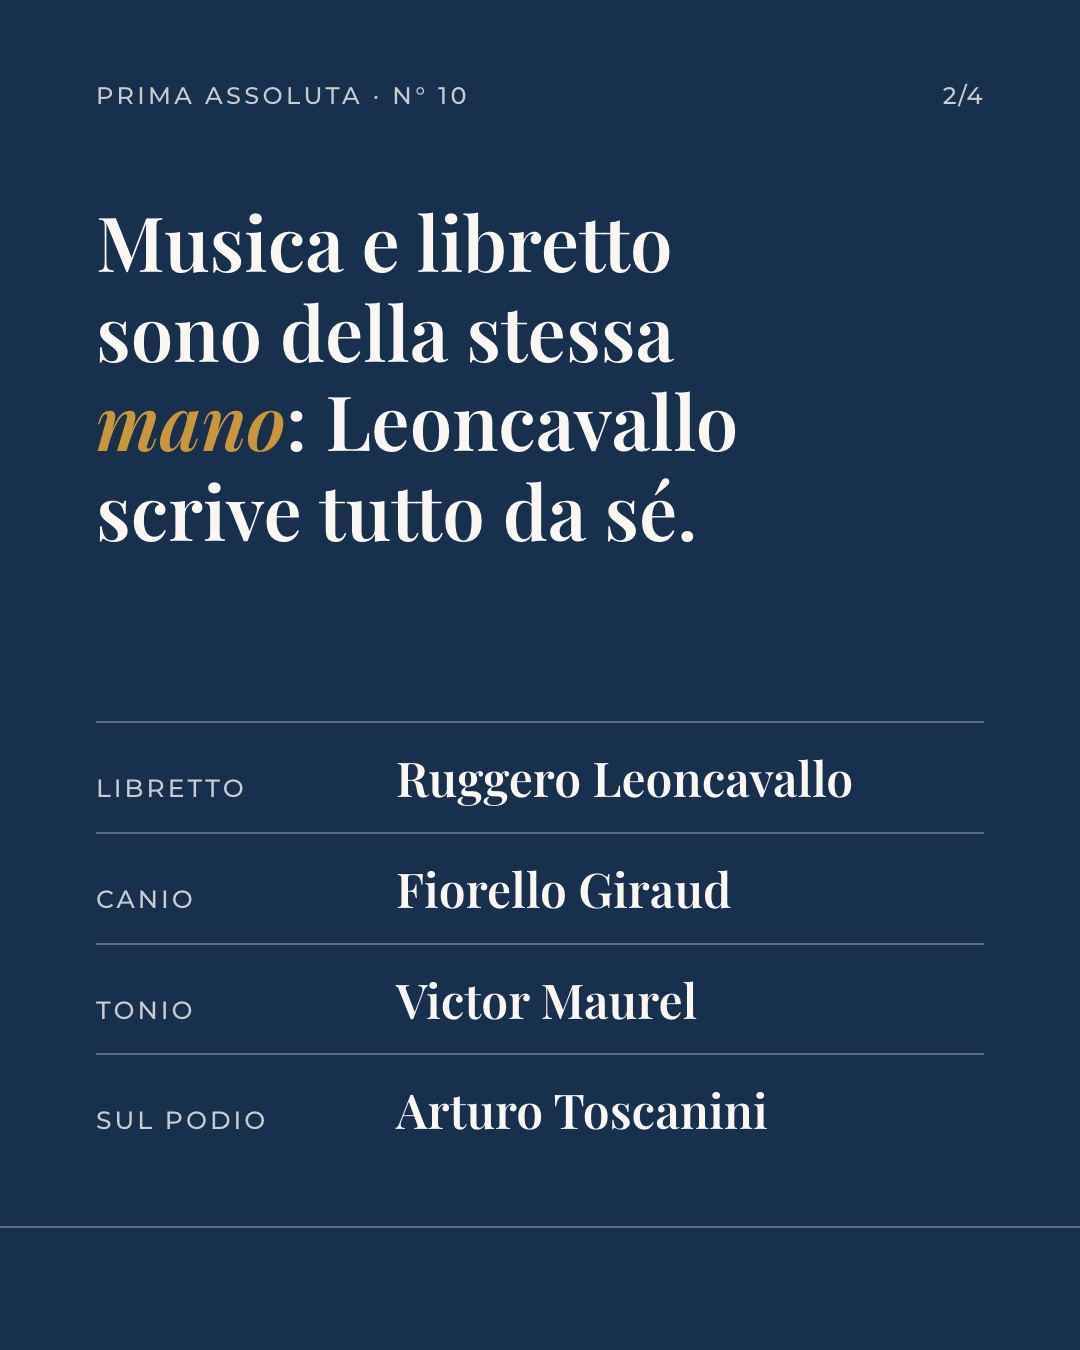 PRIMA ASSOLUTA · N° 10
2/4
Musica e libretto
sono della stessa
mano: Leoncavallo
scrive tutto da sé.
LIBRETTO Ruggero Leoncavallo
CANIO Fiorello Giraud
TONIO Victor Maurel
SUL PODIO Arturo Toscanini